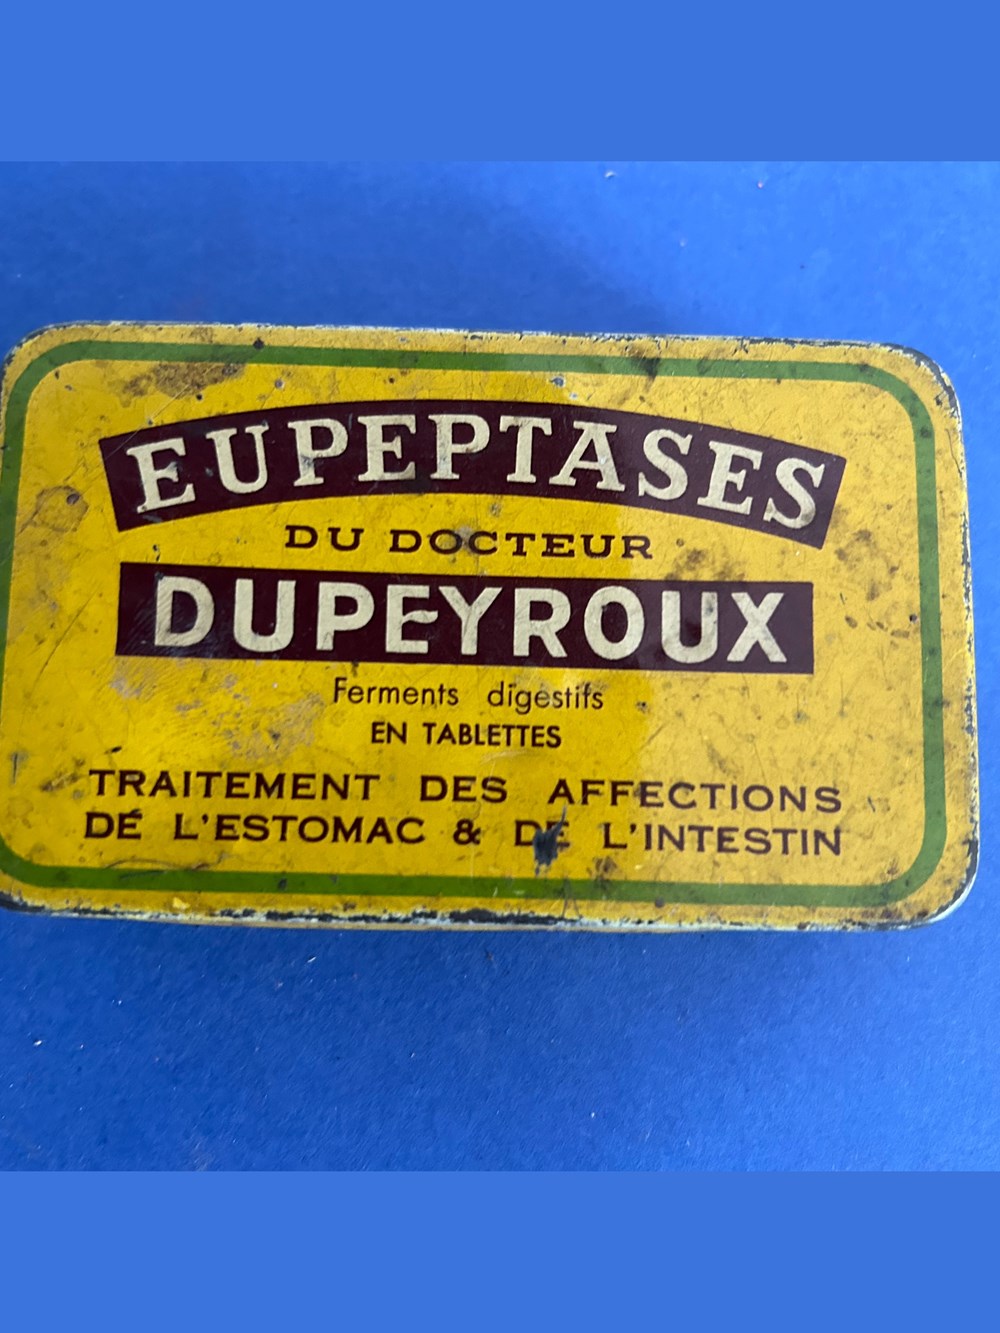 EUPEPTASES
DU DOCTEUR
DUPEYROUX
Ferments digestifs
EN TABLETTES
TRAITEMENT DES AFFECTIONS
DE L'ESTOMAC & DE L'INTESTIN